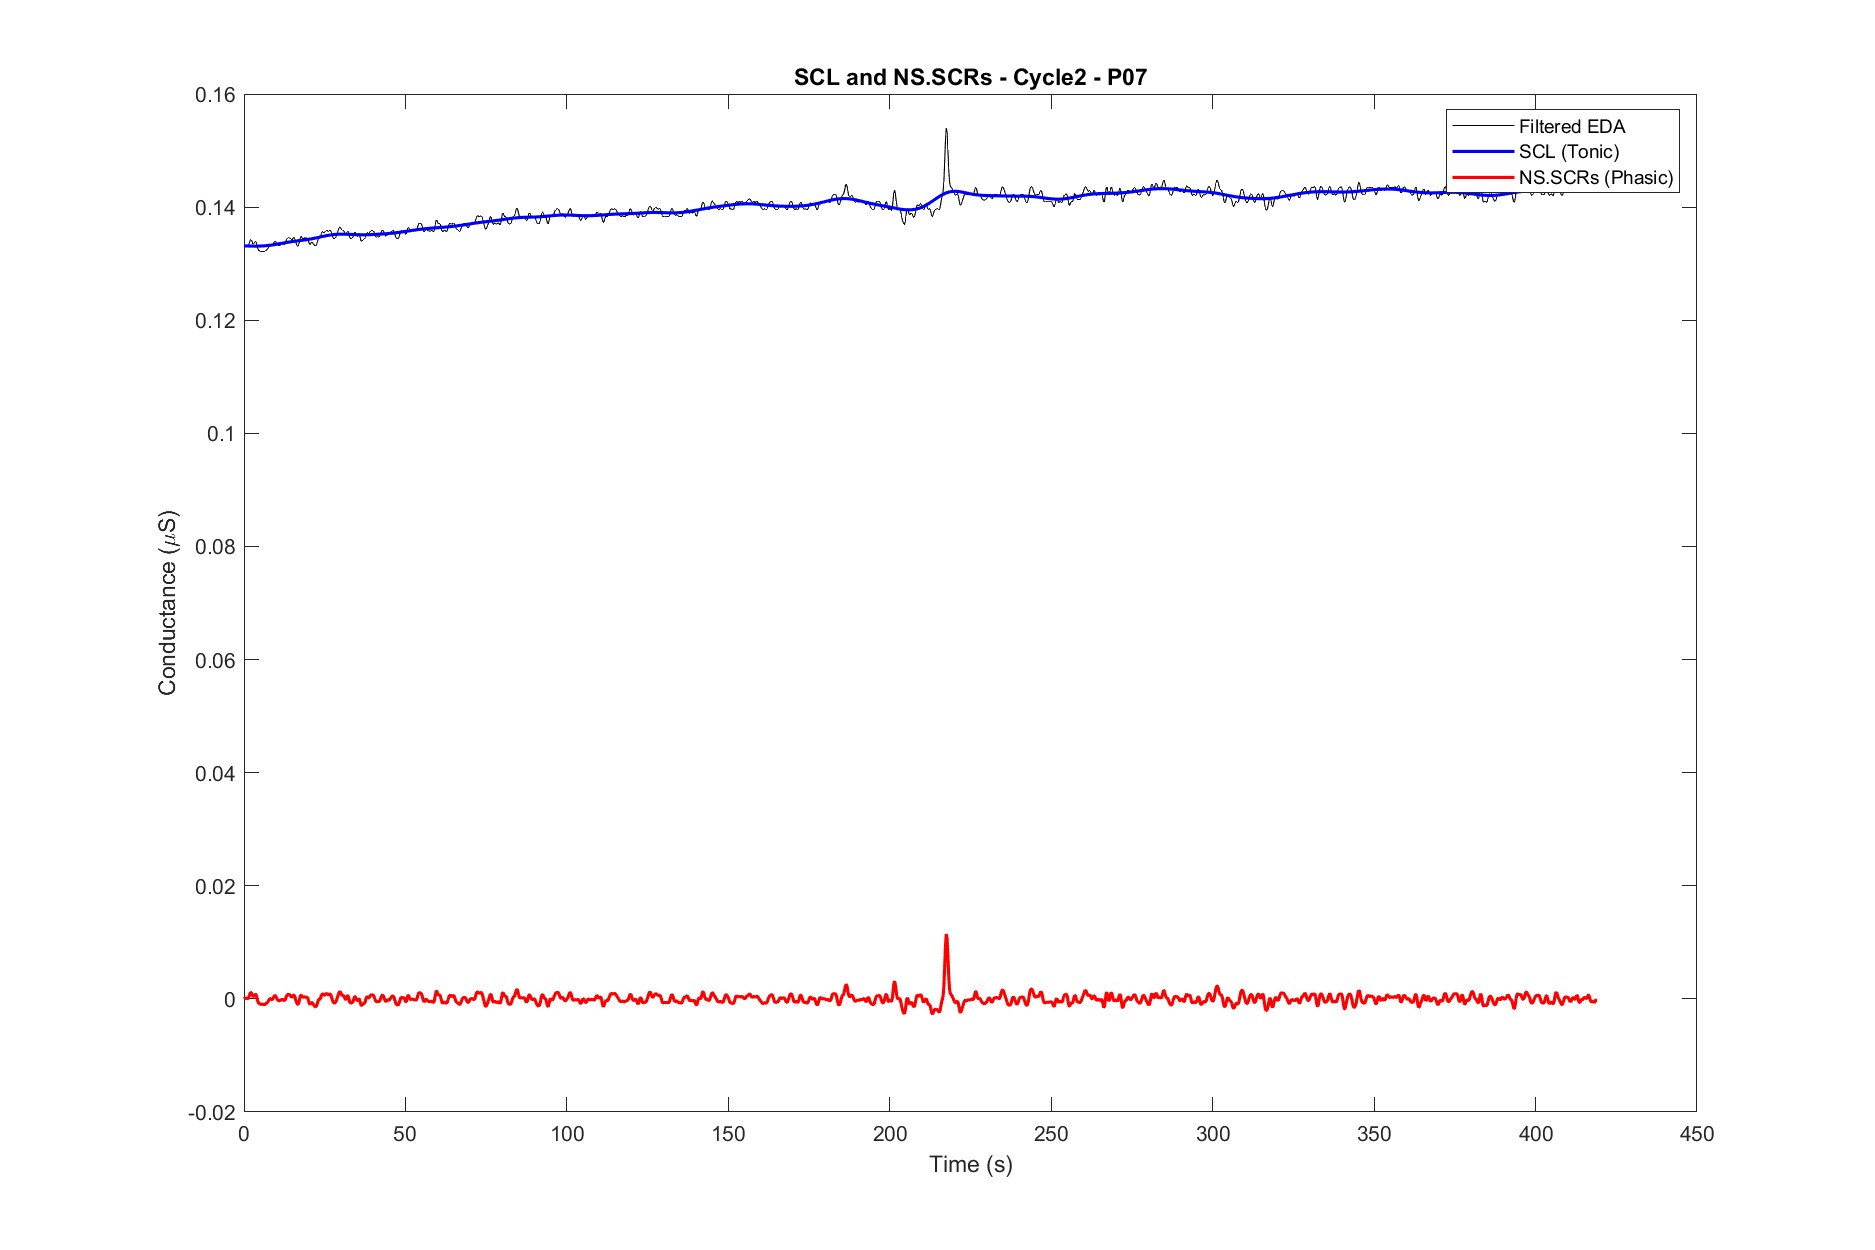 SCL and NS.SCRs - Cycle2 - P07
0.16
0.14
0.12
0.1
0.08
0.06
0.04
0.02
0
-0.02
Conductance (μS)
Filtered EDA
SCL (Tonic)
NS.SCRs (Phasic)
0 50 100 150 200 250 300 350 400 450
Time (s)